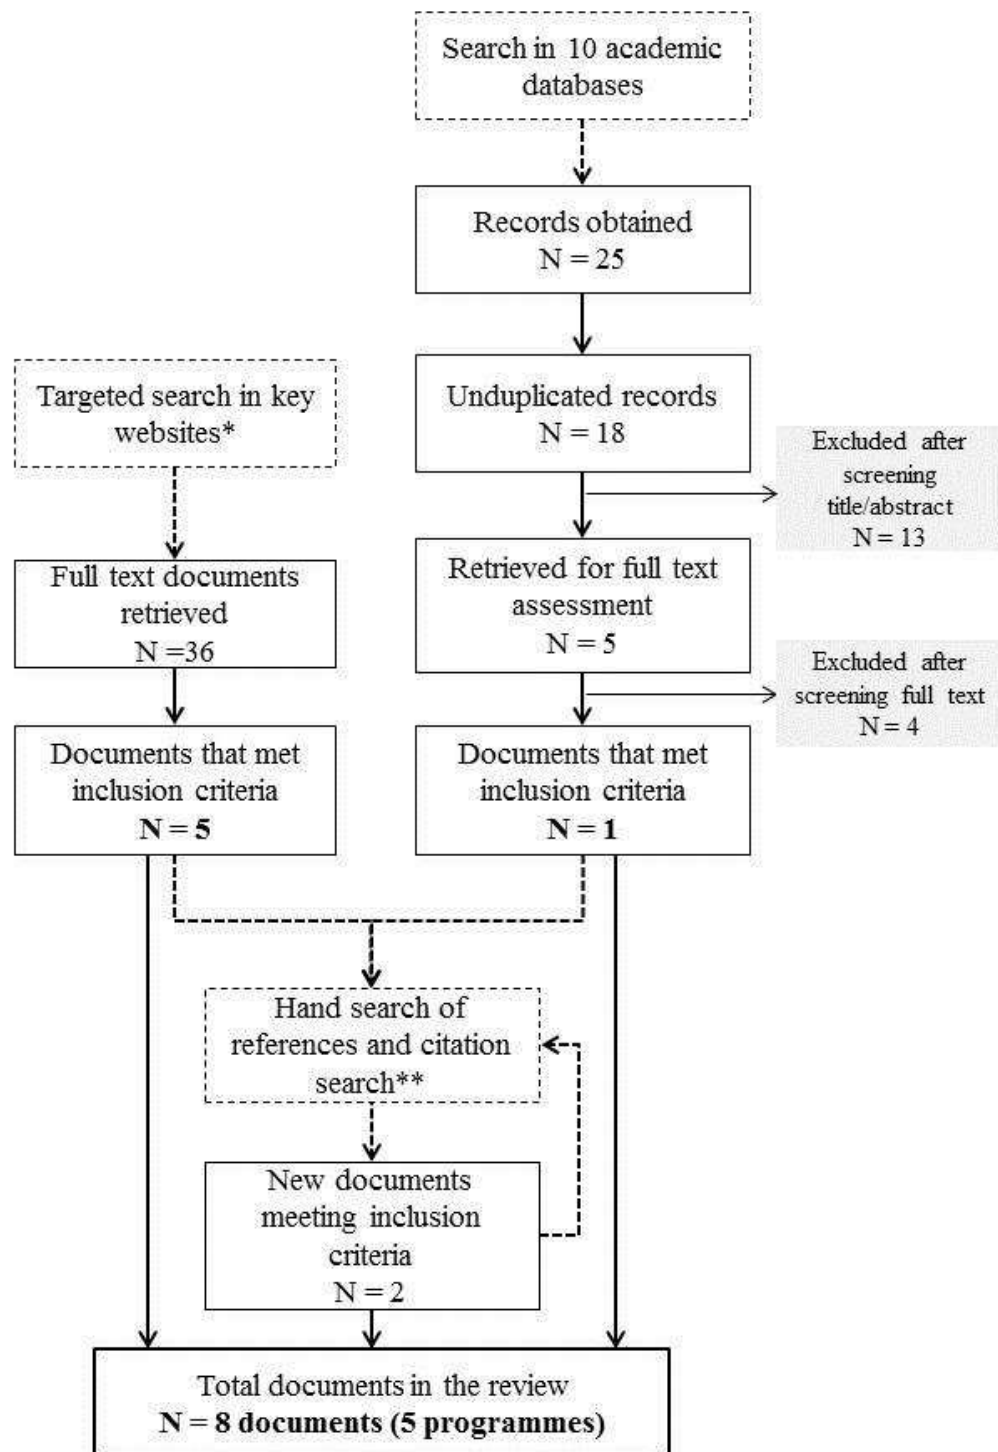 Search in 10 academic
databases
Records obtained
N = 25
Targeted search in key
websites*
Unduplicated records
N = 18
Excluded after
screening
title/abstract
N = 13
Full text documents
retrieved
N =36
Retrieved for full text
assessment
N = 5
Excluded after
screening full text
N = 4
Documents that met
inclusion criteria
N = 5
Documents that met
inclusion criteria
N = 1
Hand search of
references and citation
search**
New documents
meeting inclusion
criteria
N = 2
Total documents in the review
N = 8 documents (5 programmes)